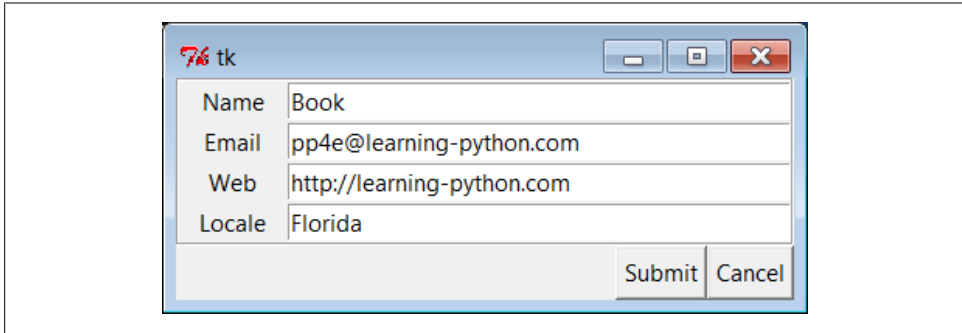 tk
Name Book
Email pp4e@learning-python.com
Web http://learning-python.com
Locale Florida
Submit Cancel